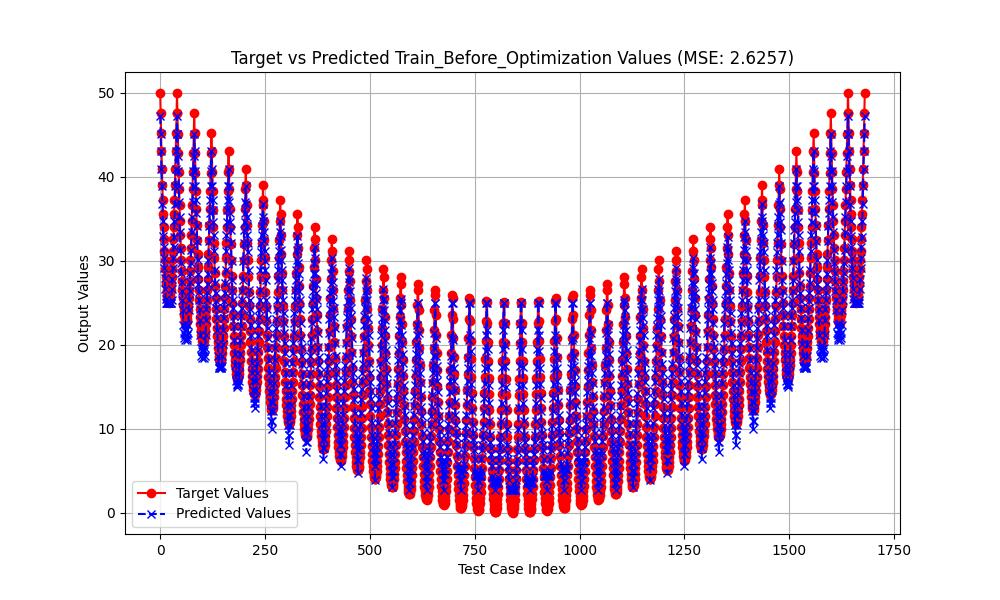 Target vs Predicted Train_Before_Optimization Values (MSE: 2.6257)
50
40
30
20
10
0
Output Values
Target Values
Predicted Values
0 250 500 750 1000 1250 1500 1750
Test Case Index